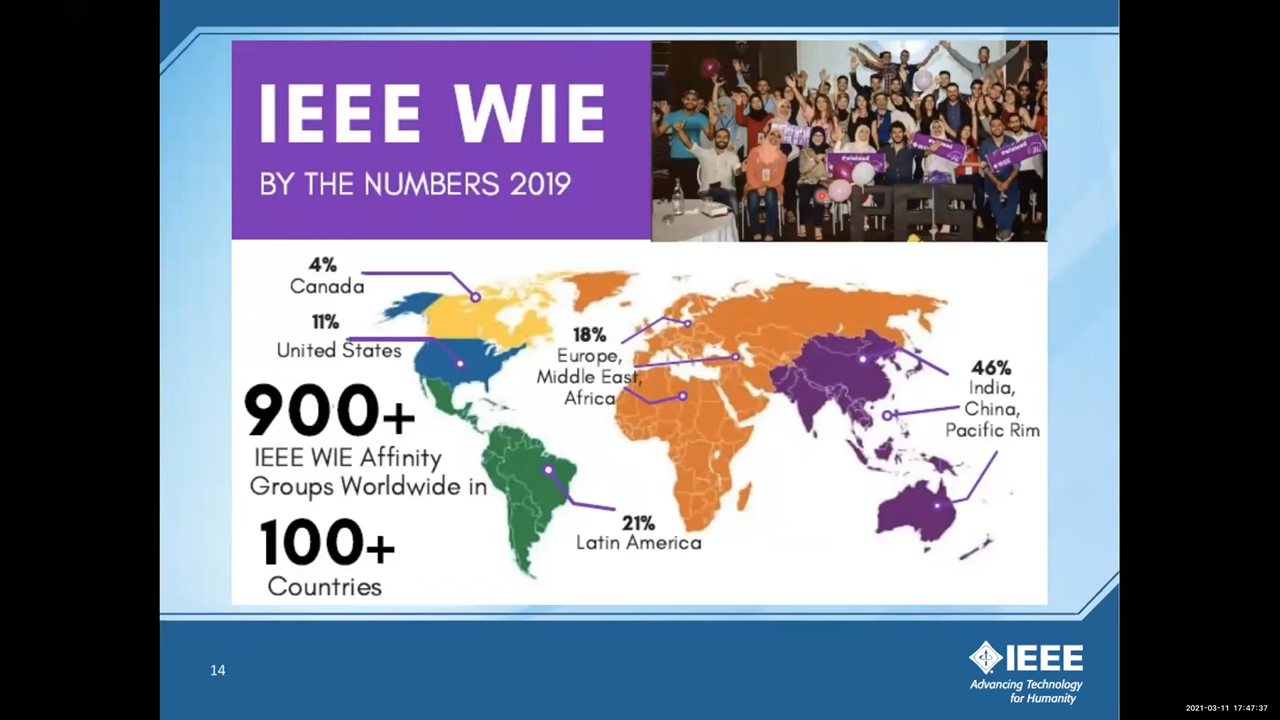 IEEE WIE
BY THE NUMBERS 2019
4%
Canada
11%
United States
900+
IEEE WIE Affinity
Groups Worldwide in
100+
Countries
18%
Europe,
Middle East,
Africa
21%
Latin America
46%
India,
China,
Pacific Rim
14
IEEE
Advancing Technology
for Humanity
2021-03-11 17:47:37